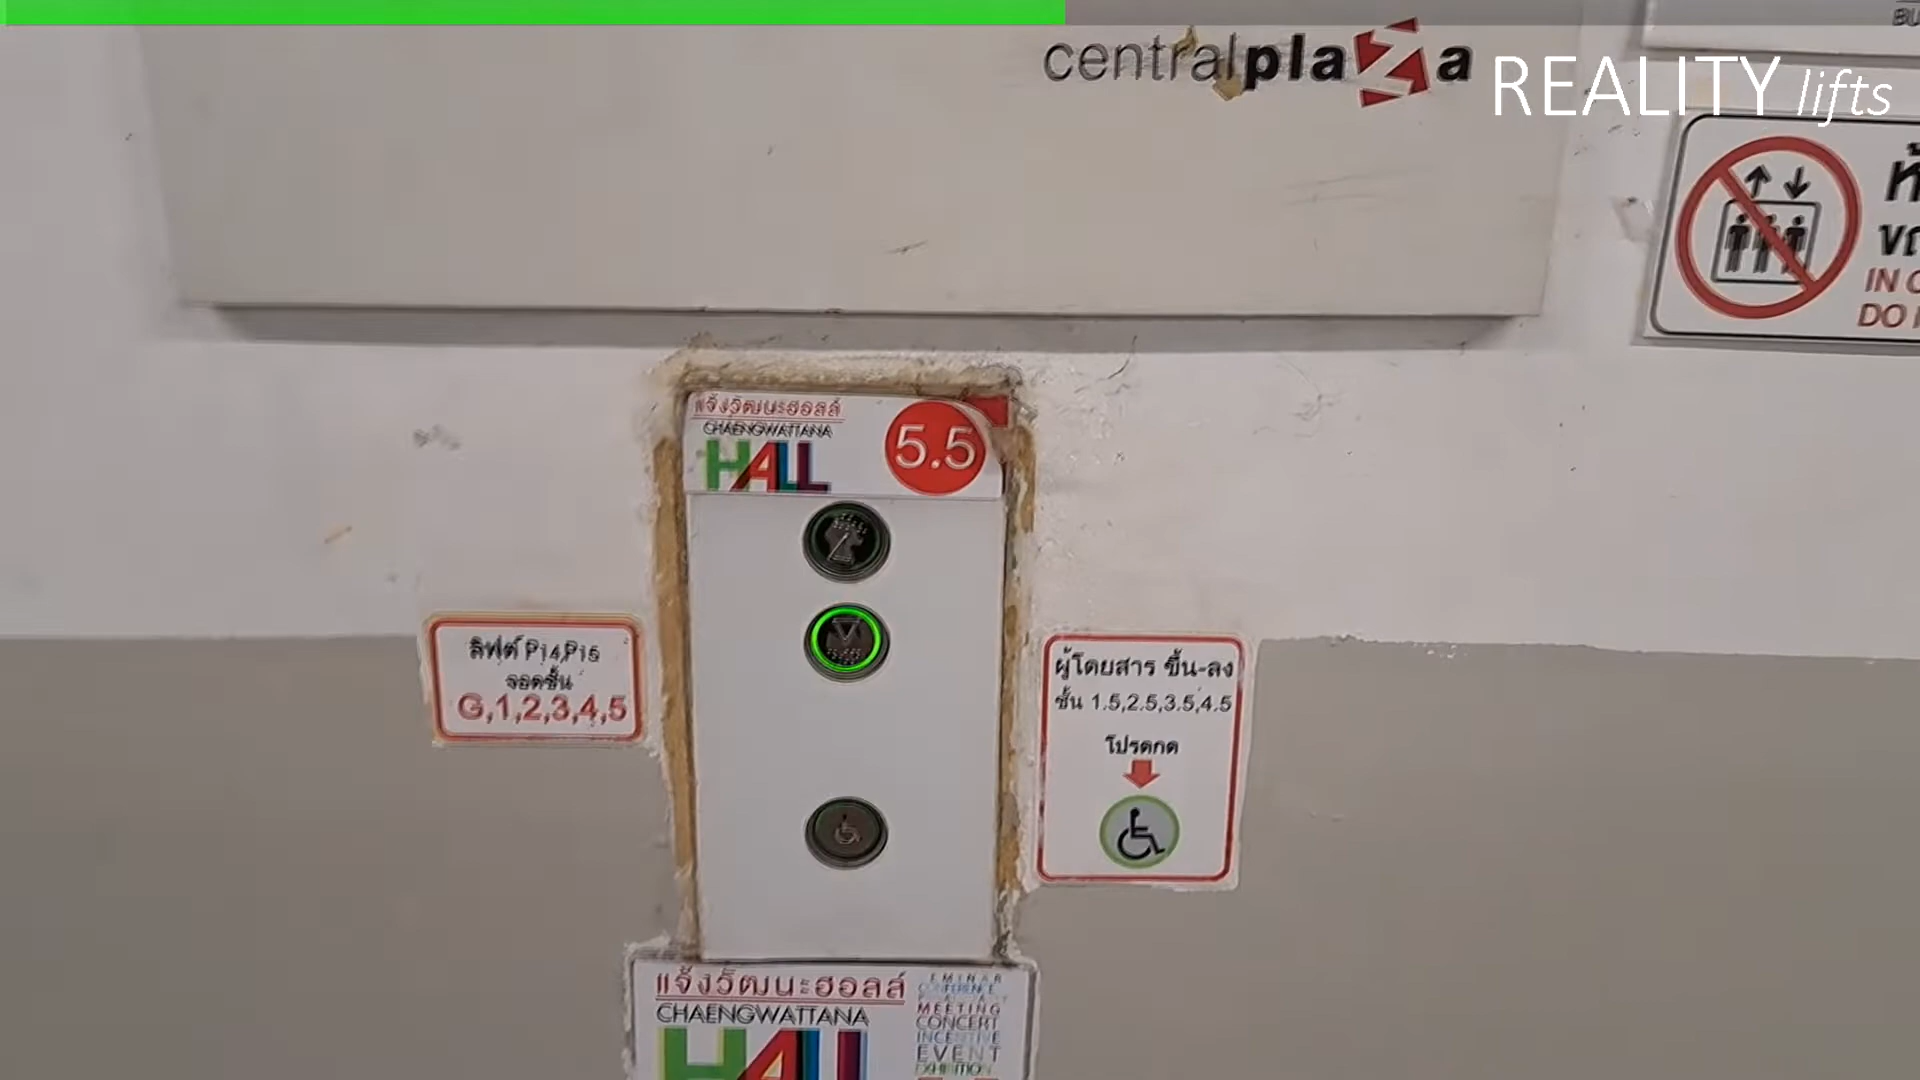 centralplaza
REALITY lifts
IN
DO
แจ้งวัฒนะฮอลล์
CHAENGWATTANA
HALL
5.5
ลิฟต์ P14,P15
จอดชั้น
G,1,2,3,4,5
ผู้โดยสาร ขึ้น-ลง
ชั้น 1.5,2.5,3.5,4.5
โปรดกด
แจ้งวัฒนะฮอลล์
CHAENGWATTANA
HALL
CONFERENCE
MEETING
CONCERT
INCENTIVE
EVENT
EXHIBITION